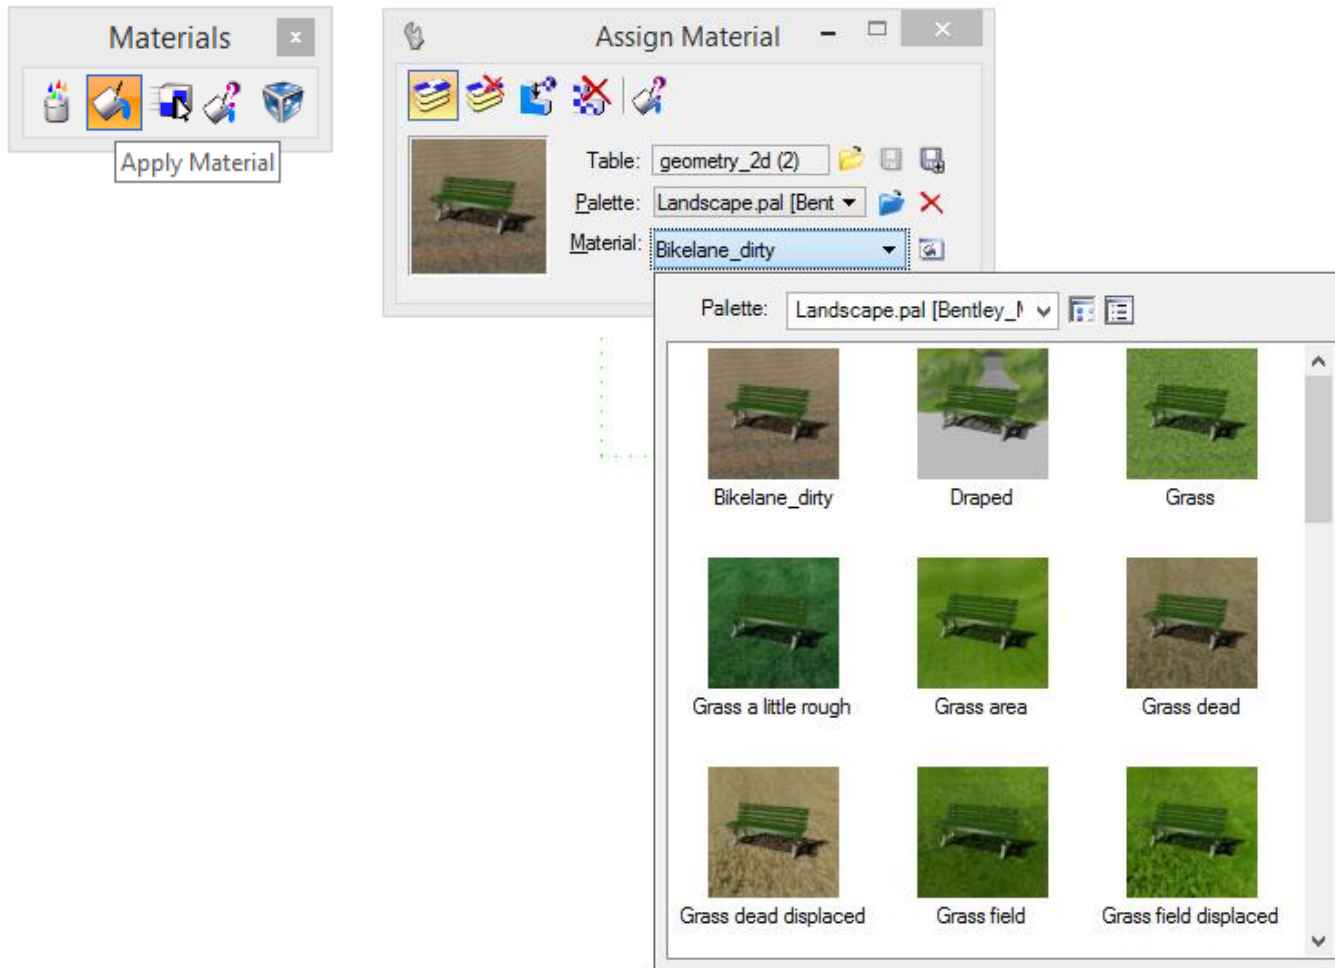 Materials
Apply Material
Assign Material
Table: geometry_2d (2)
Palette: Landscape.pal [Bent
Material: Bikelane_dirty
Palette: Landscape.pal [Bentley_
Bikelane_dirty Draped Grass
Grass a little rough Grass area Grass dead
Grass dead displaced Grass field Grass field displaced